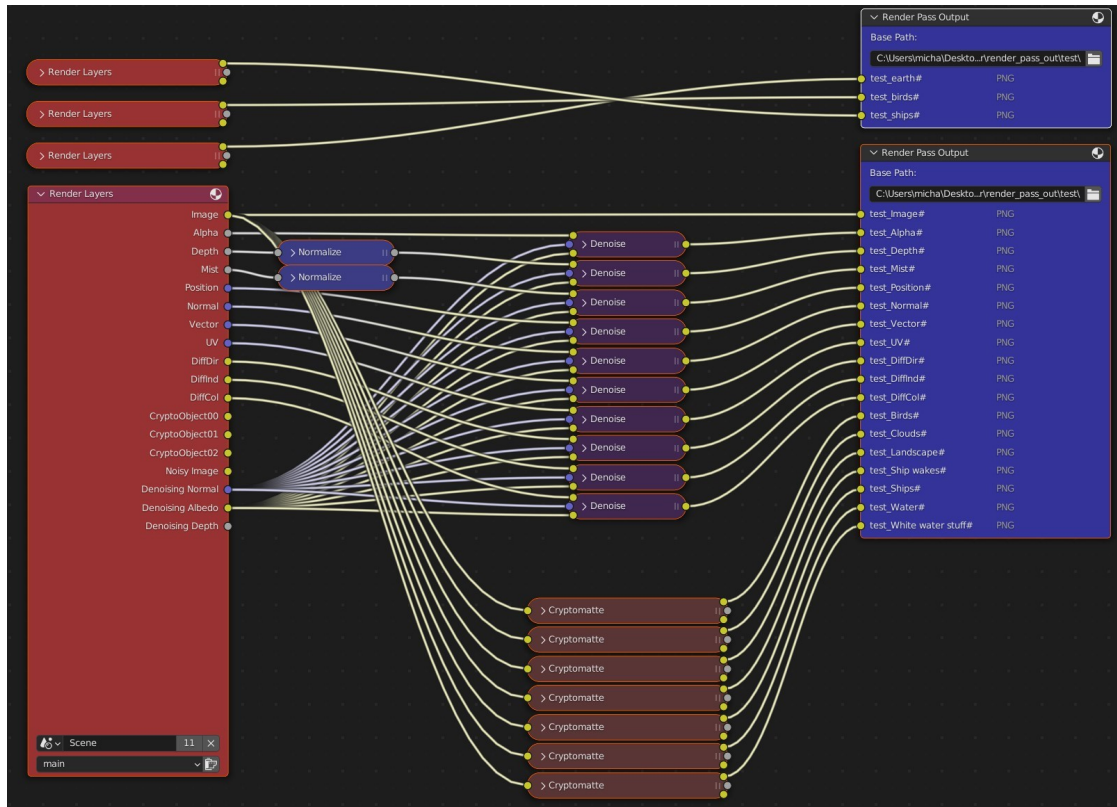 Render Pass Output
Base Path:
C:\Users\micha\Deskto...r\render_pass_out\test\
test_earth# PNG
test_birds# PNG
test_ships# PNG
Render Layers
Render Layers
Render Layers
Render Layers
Image
Alpha
Depth
Mist
Position
Normal
Vector
UV
DiffDir
DiffInd
DiffCol
CryptoObject00
CryptoObject01
CryptoObject02
Noisy Image
Denoising Normal
Denoising Albedo
Denoising Depth
Scene 11
main
Normalize
Normalize
Denoise
Denoise
Denoise
Denoise
Denoise
Denoise
Denoise
Denoise
Denoise
Denoise
Cryptomatte
Cryptomatte
Cryptomatte
Cryptomatte
Cryptomatte
Cryptomatte
Cryptomatte
Render Pass Output
Base Path:
C:\Users\micha\Deskto...r\render_pass_out\test\
test_Image# PNG
test_Alpha# PNG
test_Depth# PNG
test_Mist# PNG
test_Position# PNG
test_Normal# PNG
test_Vector# PNG
test_UV# PNG
test_DiffDir# PNG
test_DiffInd# PNG
test_DiffCol# PNG
test_Birds# PNG
test_Clouds# PNG
test_Landscape# PNG
test_Ship wakes# PNG
test_Ships# PNG
test_Water# PNG
test_White water stuff# PNG